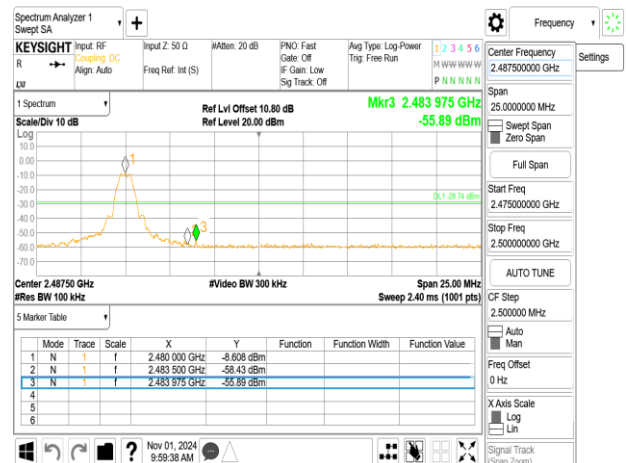 Spectrum Analyzer 1
Swept SA
Frequency
KEYSIGHT
R
LXI
Input: RF
Coupling: DC
Align: Auto
Input Z: 50 Ω
Freq Ref: Int (S)
#Atten: 20 dB
PNO: Fast
Gate: Off
IF Gain: Low
Sig Track: Off
Avg Type: Log-Power
Trig: Free Run
1 2 3 4 5 6
M W W W W W
P N N N N N
1 Spectrum
Scale/Div 10 dB
Ref Lvl Offset 10.80 dB
Ref Level 20.00 dBm
Mkr3 2.483 975 GHz
-55.89 dBm
Log
10.0
0.00
-10.0
-20.0
-30.0
-40.0
-50.0
-60.0
-70.0
1
3
DL1 -28.74 dBm
Center 2.48750 GHz
#Video BW 300 kHz
Span 25.00 MHz
#Res BW 100 kHz
Sweep 2.40 ms (1001 pts)
5 Marker Table
Mode Trace Scale X Y Function Function Width Function Value
1 N 1 f 2.480 000 GHz -8.608 dBm
2 N 1 f 2.483 500 GHz -58.43 dBm
3 N 1 f 2.483 975 GHz -55.89 dBm
4
5
6
?
Nov 01, 2024
9:59:38 AM
Center Frequency
2.487500000 GHz
Settings
Span
25.0000000 MHz
Swept Span
Zero Span
Full Span
Start Freq
2.475000000 GHz
Stop Freq
2.500000000 GHz
AUTO TUNE
CF Step
2.500000 MHz
Auto
Man
Freq Offset
0 Hz
X Axis Scale
Log
Lin
Signal Track
(Span Zoom)